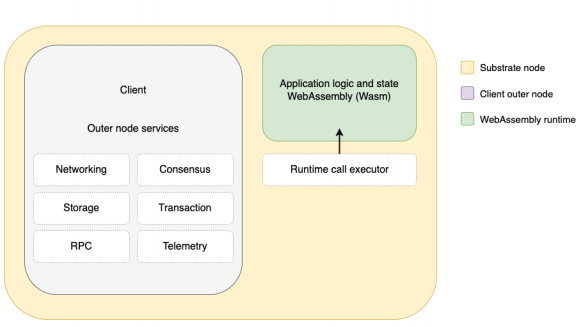 Client
Outer node services
Networking
Consensus
Storage
Transaction
RPC
Telemetry
Application logic and state
WebAssembly (Wasm)
Runtime call executor
Substrate node
Client outer node
WebAssembly runtime